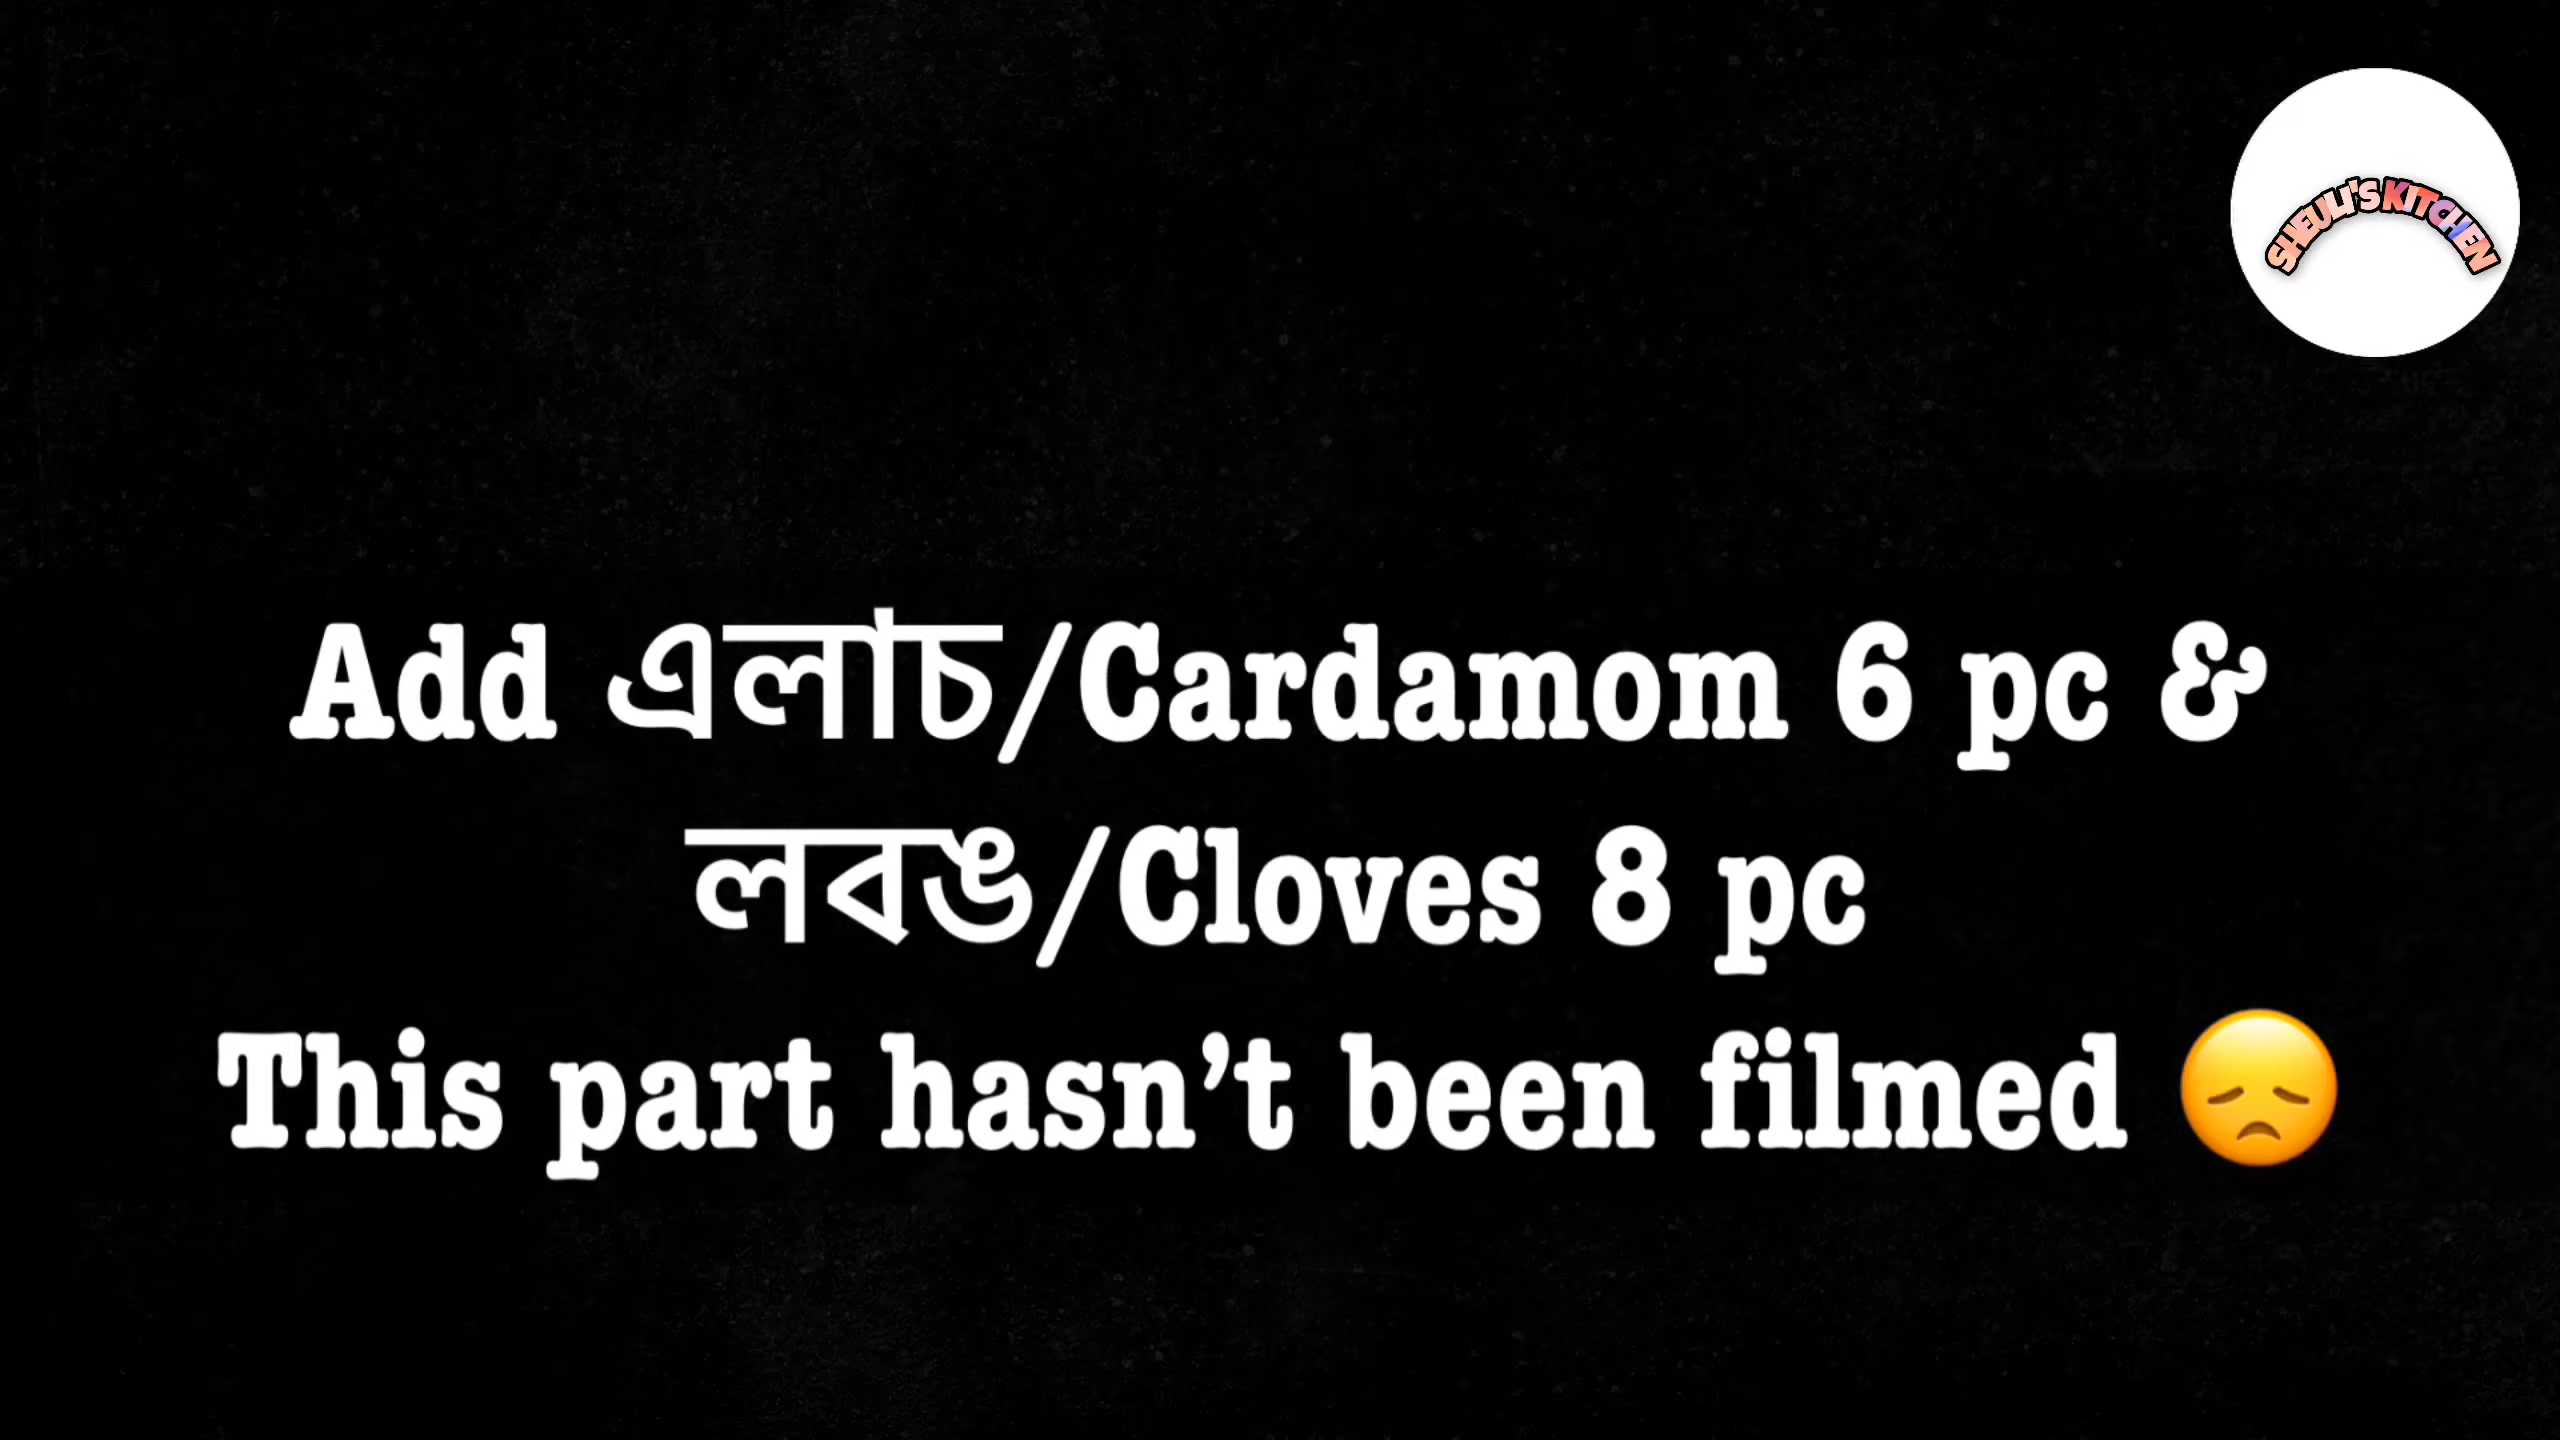 SHEULI'S KITCHEN
Add এলাচ/Cardamom 6 pc &
লবঙ/Cloves 8 pc
This part hasn’t been filmed 😞